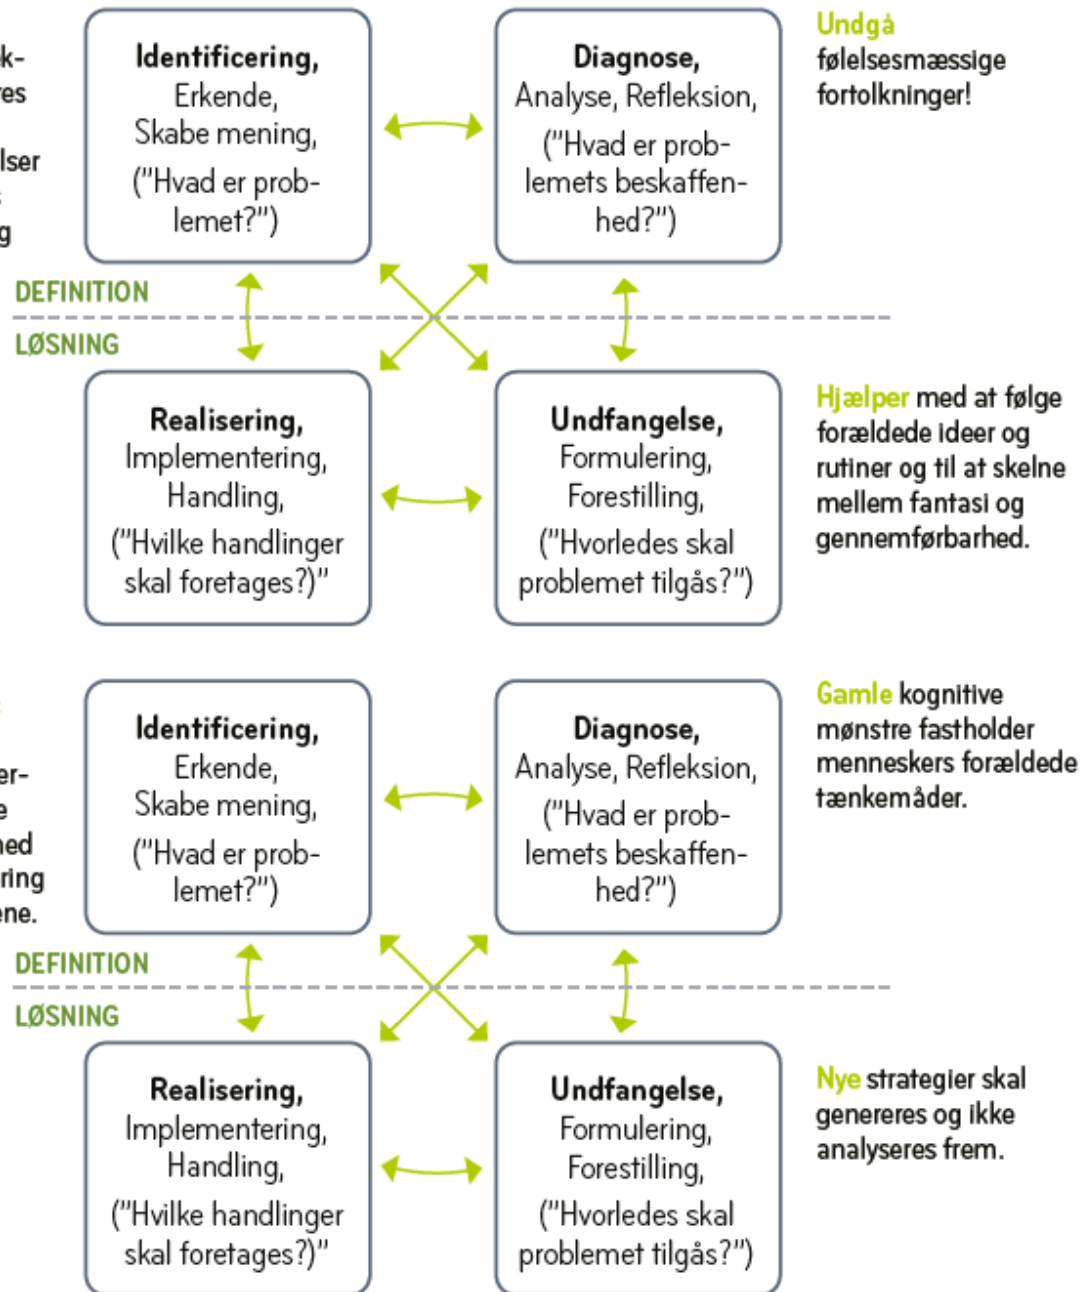 Identificering,
Erkende,
Skabe mening,
("Hvad er prob-
lemet?")
Diagnose,
Analyse, Refleksion,
("Hvad er prob-
lemets beskaffen-
hed?")
Undgå
følelsesmæssige
fortolkninger!
DEFINITION
LØSNING
Realisering,
Implementering,
Handling,
("Hvilke handlinger
skal foretages?)"
Undfangelse,
Formulering,
Forestilling,
("Hvorledes skal
problemet tilgås?")
Hjælper med at følge
forældede ideer og
rutiner og til at skelne
mellem fantasi og
gennemførbarhed.
Identificering,
Erkende,
Skabe mening,
("Hvad er prob-
lemet?")
Diagnose,
Analyse, Refleksion,
("Hvad er prob-
lemets beskaffen-
hed?")
Gamle kognitive
mønstre fastholder
menneskers forældede
tænkemåder.
DEFINITION
LØSNING
Realisering,
Implementering,
Handling,
("Hvilke handlinger
skal foretages?)"
Undfangelse,
Formulering,
Forestilling,
("Hvorledes skal
problemet tilgås?")
Nye strategier skal
genereres og ikke
analyseres frem.